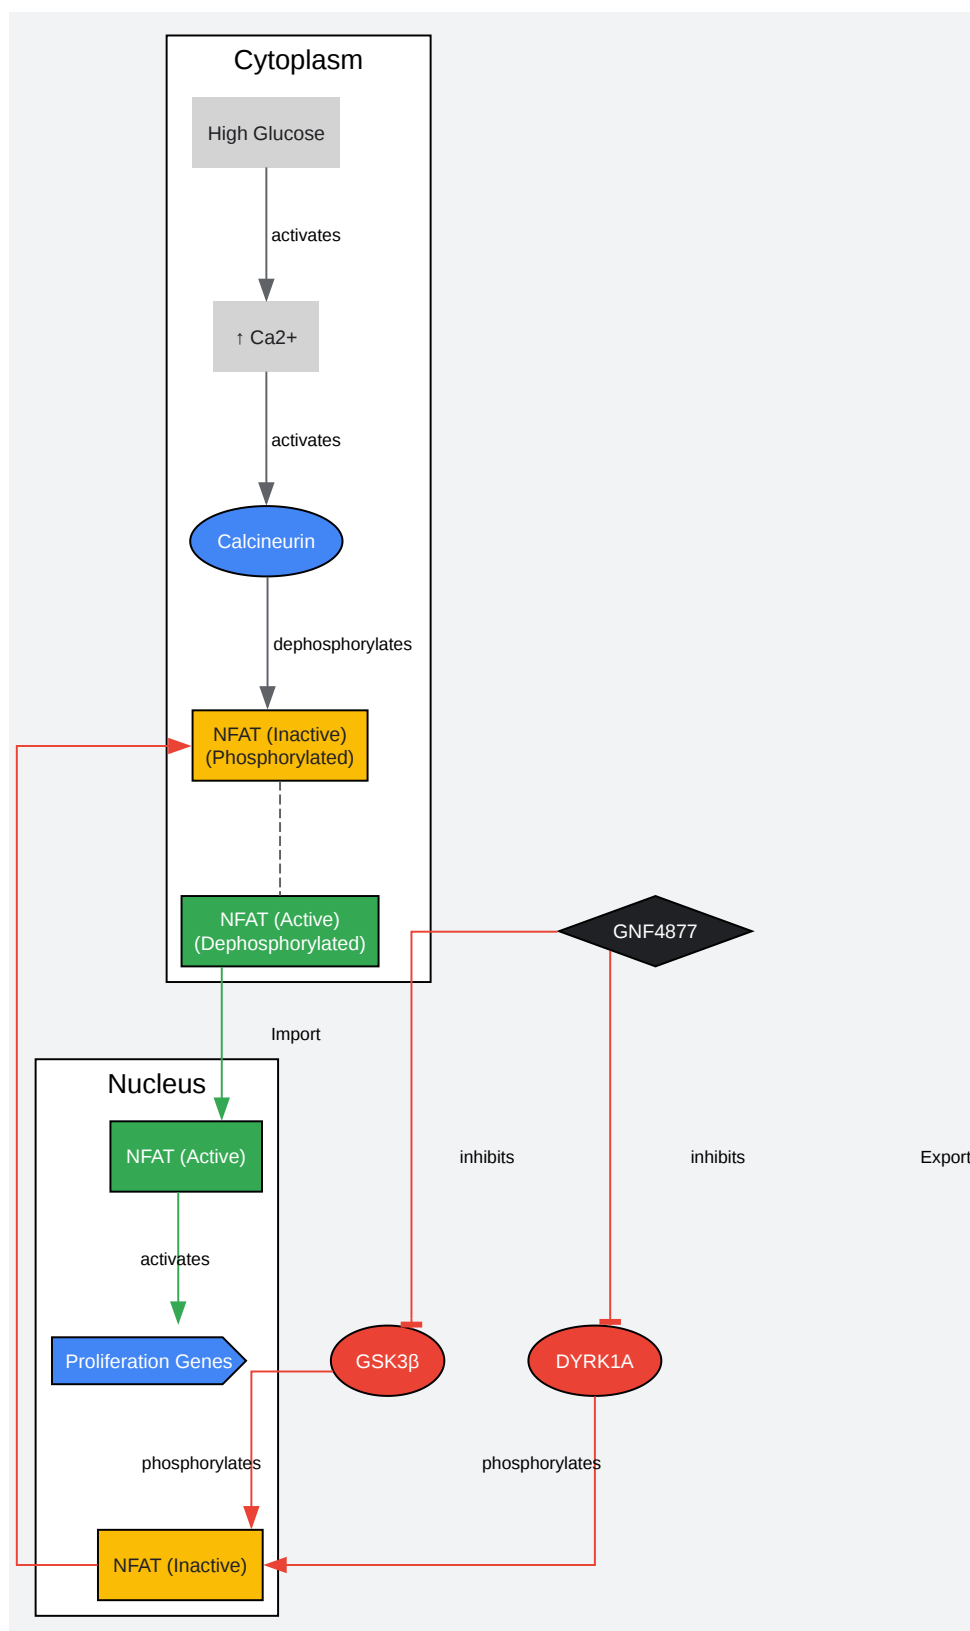 Cytoplasm
High Glucose
activates
↑ Ca2+
activates
Calcineurin
dephosphorylates
NFAT (Inactive)
(Phosphorylated)
NFAT (Active)
(Dephosphorylated)
GNF4877
Import
Nucleus
NFAT (Active)
inhibits
inhibits
Export
activates
Proliferation Genes
GSK3β
DYRK1A
phosphorylates
phosphorylates
NFAT (Inactive)